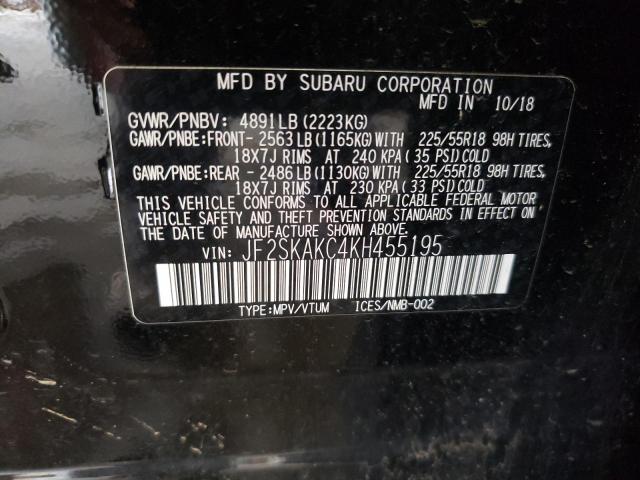 MFD BY SUBARU CORPORATION
MFD IN 10/18
GVWR/PNBV: 4891LB (2223KG)
GAWR/PNBE:FRONT- 2563LB (1165KG)WITH 225/55R18 98H TIRES,
18X7J RIMS AT 240 KPA (35 PSI)COLD
GAWR/PNBE:REAR - 2486LB (1130KG)WITH 225/55R18 98H TIRES,
18X7J RIMS AT 230 KPA (33 PSI)COLD
THIS VEHICLE CONFORMS TO ALL APPLICABLE FEDERAL MOTOR
VEHICLE SAFETY AND THEFT PREVENTION STANDARDS IN EFFECT ON
THE DATE OF MANUFACTURE SHOWN ABOVE.
VIN: JF2SKAKC4KH455195
TYPE:MPV/VTUM ICES/NMB-002